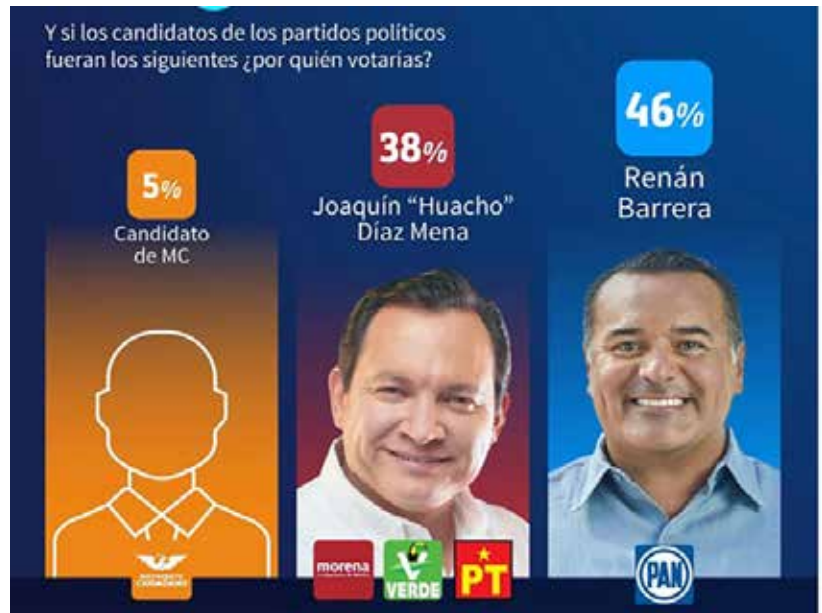 Y si los candidatos de los partidos políticos
fueran los siguientes ¿por quién votarías?
5%
Candidato
de MC
38%
Joaquín “Huacho”
Díaz Mena
46%
Renán
Barrera
morena
VERDE
PT
PAN